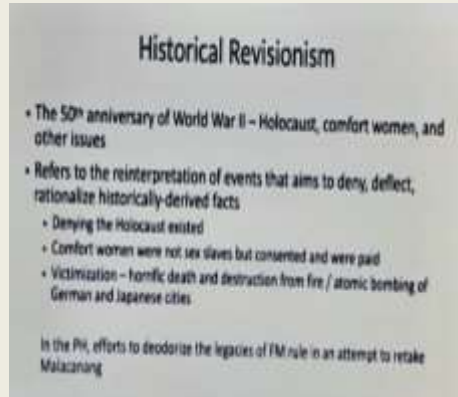 Historical Revisionism
• The 50th anniversary of World War II – Holocaust, comfort women, and
other issues
• Refers to the reinterpretation of events that aims to deny, deflect,
rationalize historically-derived facts
• Denying the Holocaust existed
• Comfort women were not sex slaves but consented and were paid
• Victimization – horrific death and destruction from fire / atomic bombing of
German and Japanese cities
In the PH, efforts to deodorize the legacies of FM rule in an attempt to retake
Malacanang